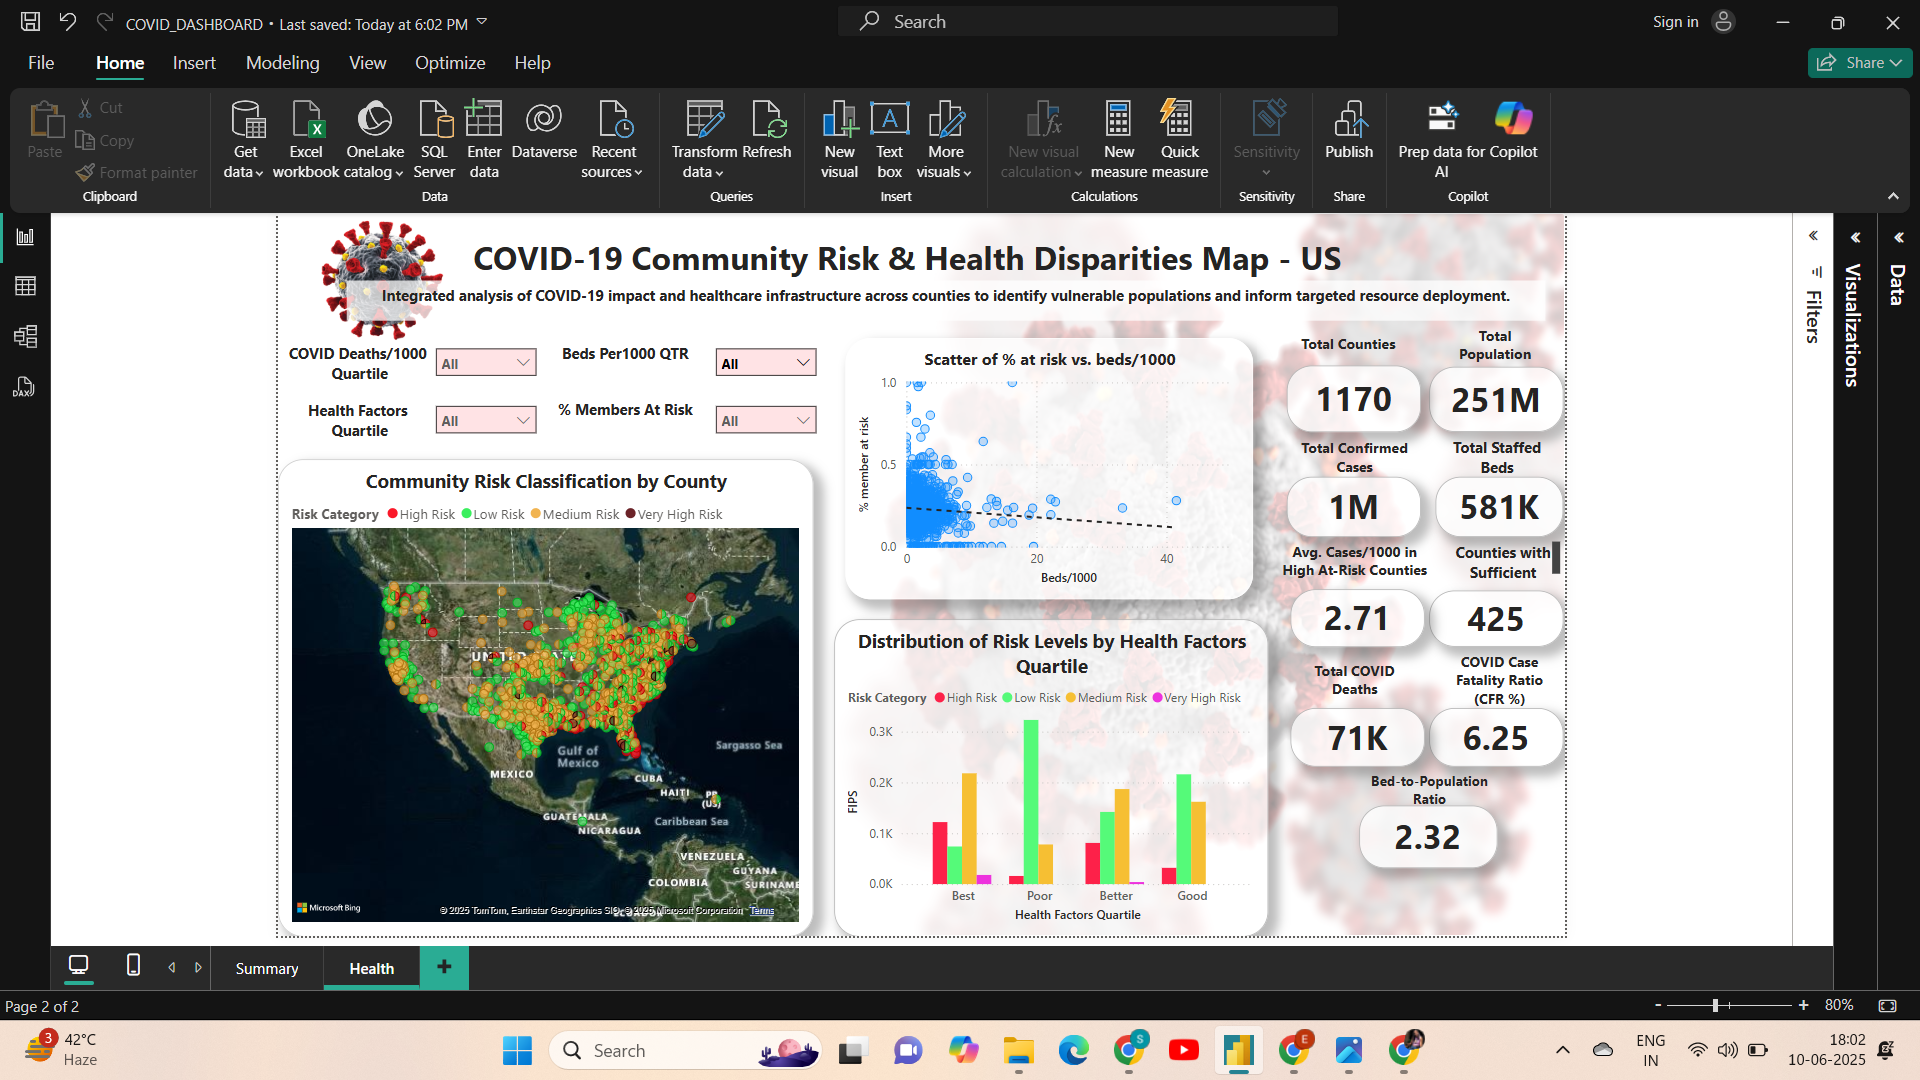 COVID_DASHBOARD • Last saved: Today at 6:02 PM
Search
Sign in
File
Home
Insert
Modeling
View
Optimize
Help
Share
Paste
Cut
Copy
Format painter
Clipboard
Get data
Excel workbook
OneLake catalog
SQL Server
Enter data
Dataverse
Recent sources
Data
Transform data
Refresh
Queries
New visual
Text box
More visuals
Insert
New visual calculation
New measure
Quick measure
Calculations
Sensitivity
Sensitivity
Publish
Share
Prep data for AI
Copilot
Copilot
COVID-19 Community Risk & Health Disparities Map - US
Integrated analysis of COVID-19 impact and healthcare infrastructure across counties to identify vulnerable populations and inform targeted resource deployment.
COVID Deaths/1000 Quartile
All
Beds Per1000 QTR
All
Health Factors Quartile
All
% Members At Risk
All
Community Risk Classification by County
Risk Category High Risk Low Risk Medium Risk Very High Risk
Gulf of Mexico
Sargasso Sea
MEXICO
CUBA
HAITI
PR (US)
GUATEMALA
Caribbean Sea
NICARAGUA
VENEZUELA
GUYANA
COLOMBIA
SURINAME
Microsoft Bing
© 2025 TomTom, Earthstar Geographics SIO, © 2025 Microsoft Corporation Terms
Scatter of % at risk vs. beds/1000
% member at risk
1.0
0.5
0.0
0
20
40
Beds/1000
Distribution of Risk Levels by Health Factors Quartile
Risk Category High Risk Low Risk Medium Risk Very High Risk
FIPS
0.3K
0.2K
0.1K
0.0K
Best
Poor
Better
Good
Health Factors Quartile
Total Counties
1170
Total Population
251M
Total Confirmed Cases
1M
Total Staffed Beds
581K
Avg. Cases/1000 in High At-Risk Counties
2.71
Counties with Sufficient
425
Total COVID Deaths
71K
COVID Case Fatality Ratio (CFR %)
6.25
Bed-to-Population Ratio
2.32
Filters
Visualizations
Data
Summary
Health
Page 2 of 2
80%
3
42°C
Haze
Search
S
E
ENG
IN
18:02
10-06-2025